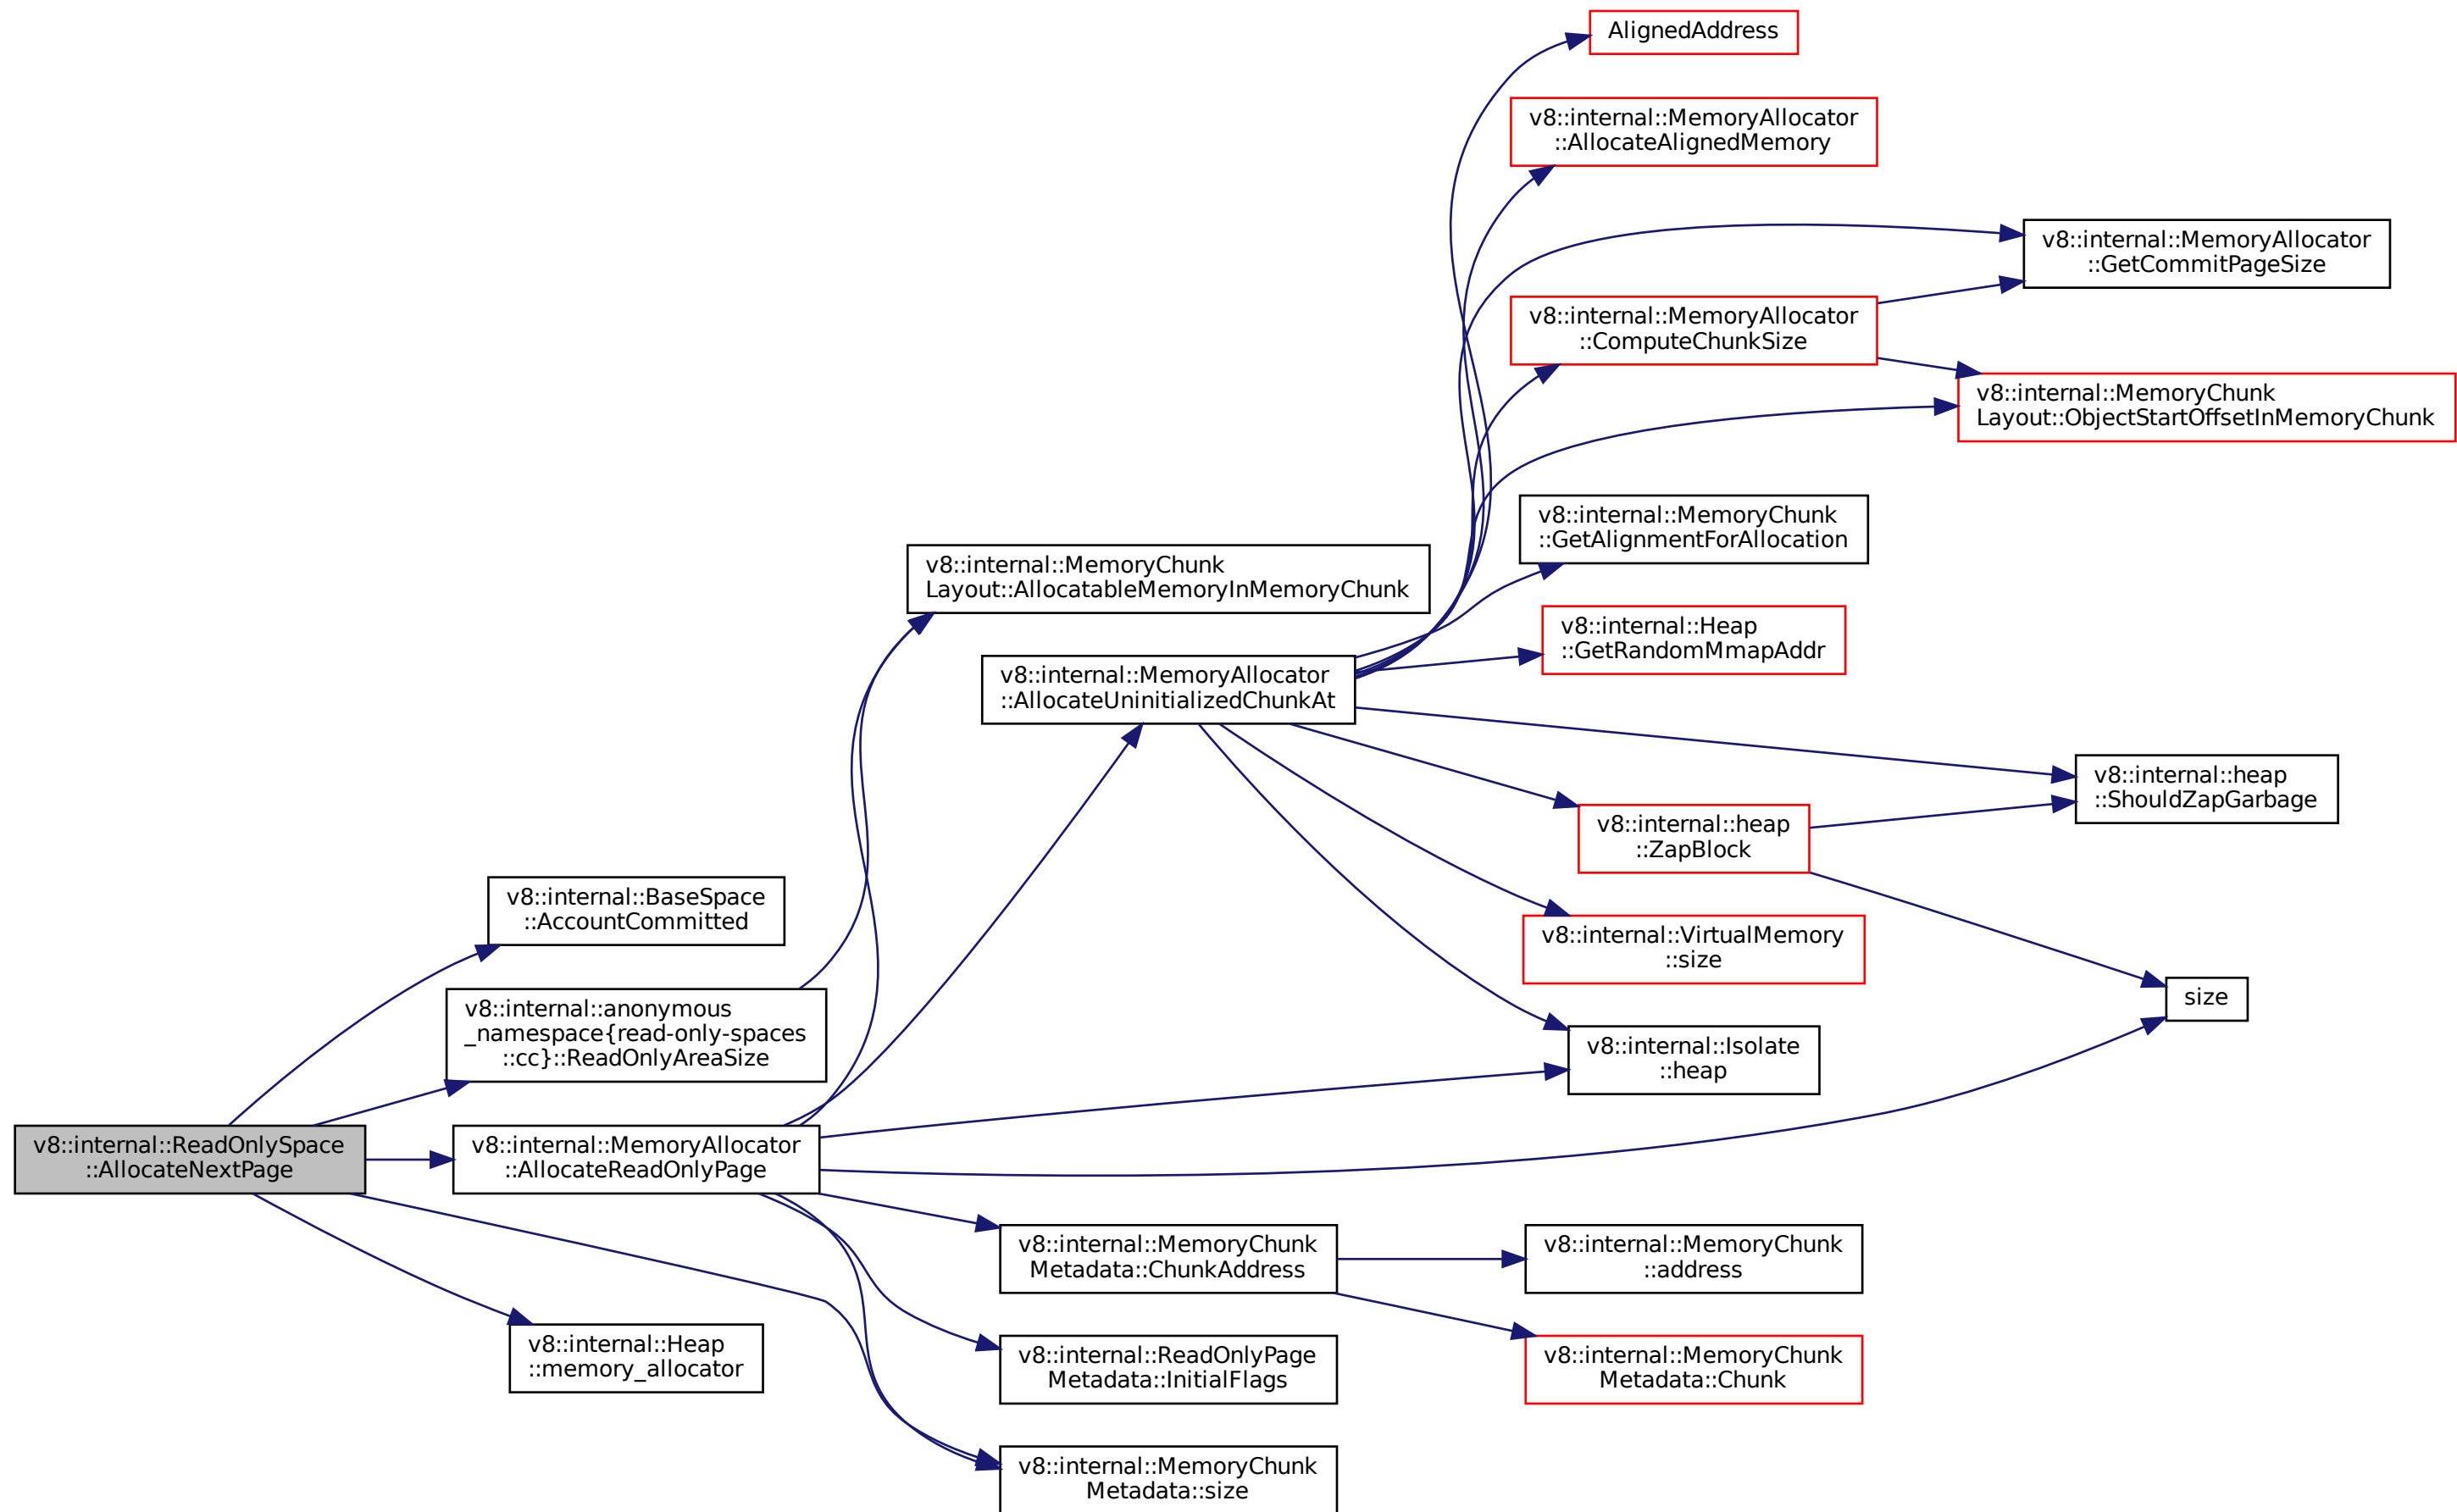 AlignedAddress
v8::internal::MemoryAllocator
::AllocateAlignedMemory
v8::internal::MemoryAllocator
::GetCommitPageSize
v8::internal::MemoryAllocator
::ComputeChunkSize
v8::internal::MemoryChunk
Layout::ObjectStartOffsetInMemoryChunk
v8::internal::MemoryChunk
::GetAlignmentForAllocation
v8::internal::MemoryChunk
Layout::AllocatableMemoryInMemoryChunk
v8::internal::Heap
::GetRandomMmapAddr
v8::internal::MemoryAllocator
::AllocateUninitializedChunkAt
v8::internal::heap
::ShouldZapGarbage
v8::internal::heap
::ZapBlock
v8::internal::BaseSpace
::AccountCommitted
v8::internal::VirtualMemory
::size
size
v8::internal::anonymous
_namespace{read-only-spaces
::cc}::ReadOnlyAreaSize
v8::internal::Isolate
::heap
v8::internal::ReadOnlySpace
::AllocateNextPage
v8::internal::MemoryAllocator
::AllocateReadOnlyPage
v8::internal::MemoryChunk
Metadata::ChunkAddress
v8::internal::MemoryChunk
::address
v8::internal::Heap
::memory_allocator
v8::internal::ReadOnlyPage
Metadata::InitialFlags
v8::internal::MemoryChunk
Metadata::Chunk
v8::internal::MemoryChunk
Metadata::size